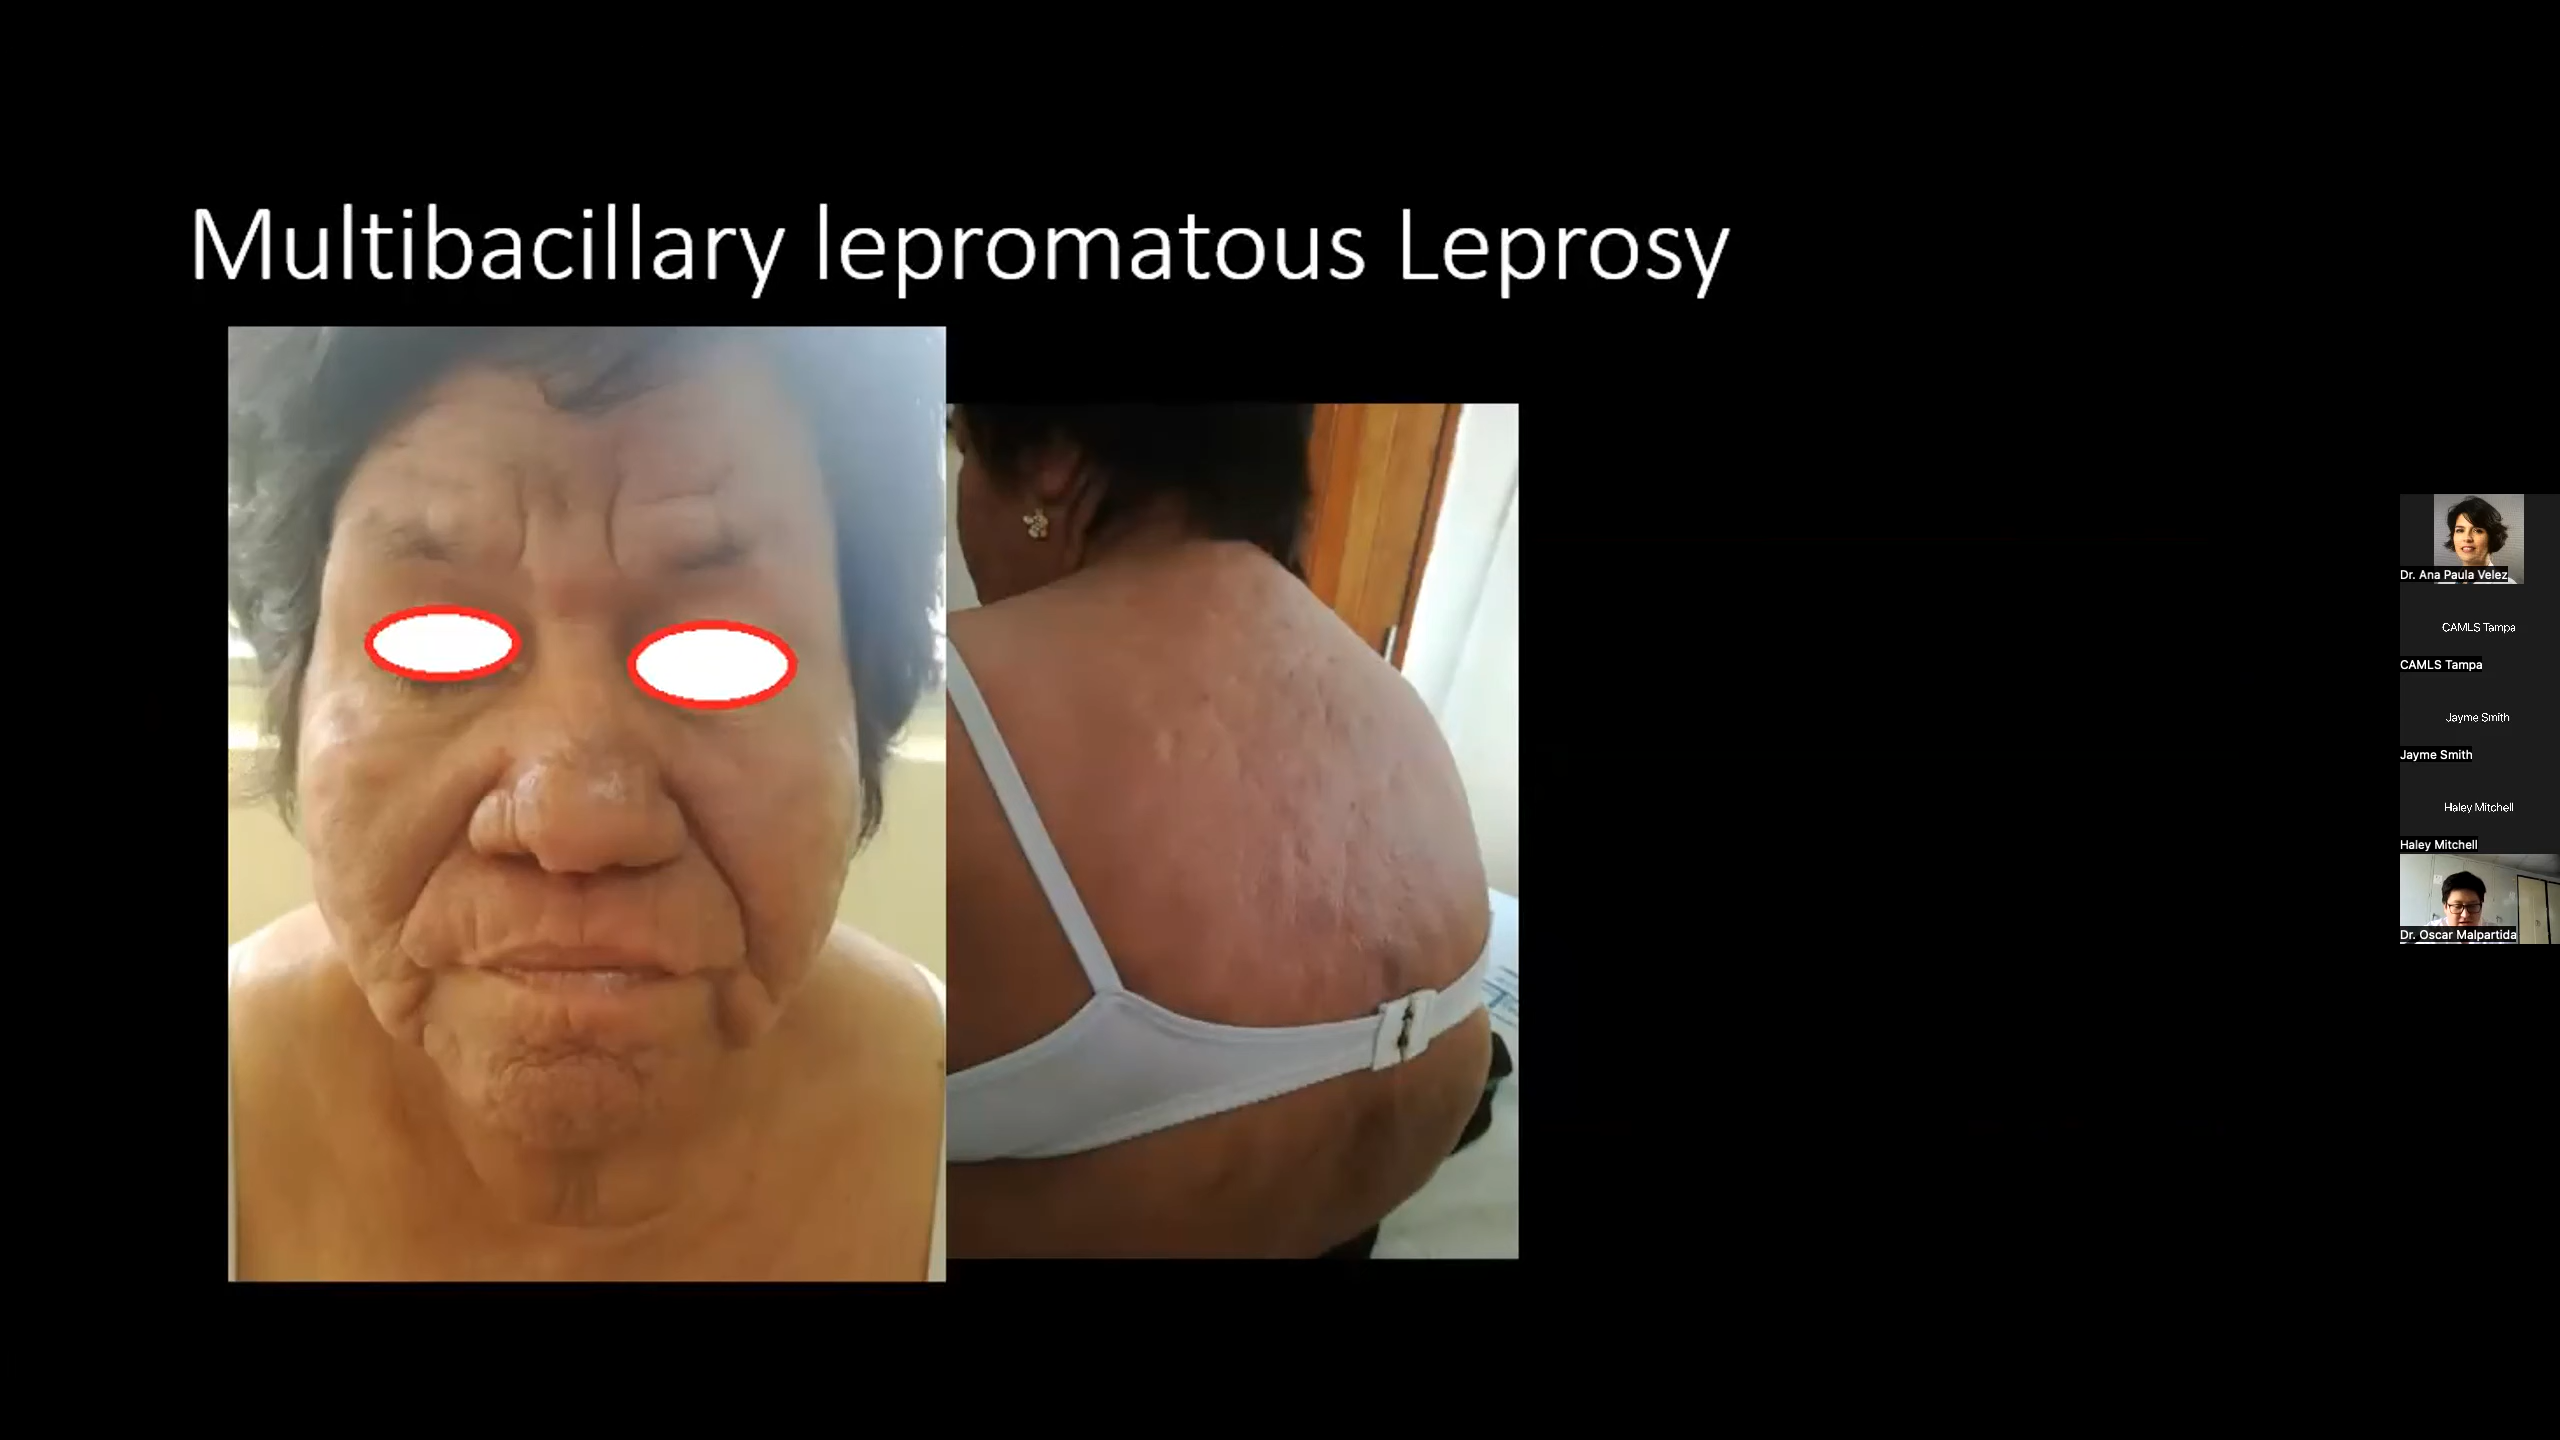 Multibacillary lepromatous Leprosy
Dr. Ana Paula Velez
CAMLS Tampa
CAMLS Tampa
Jayme Smith
Jayme Smith
Haley Mitchell
Haley Mitchell
Dr. Oscar Malpartida